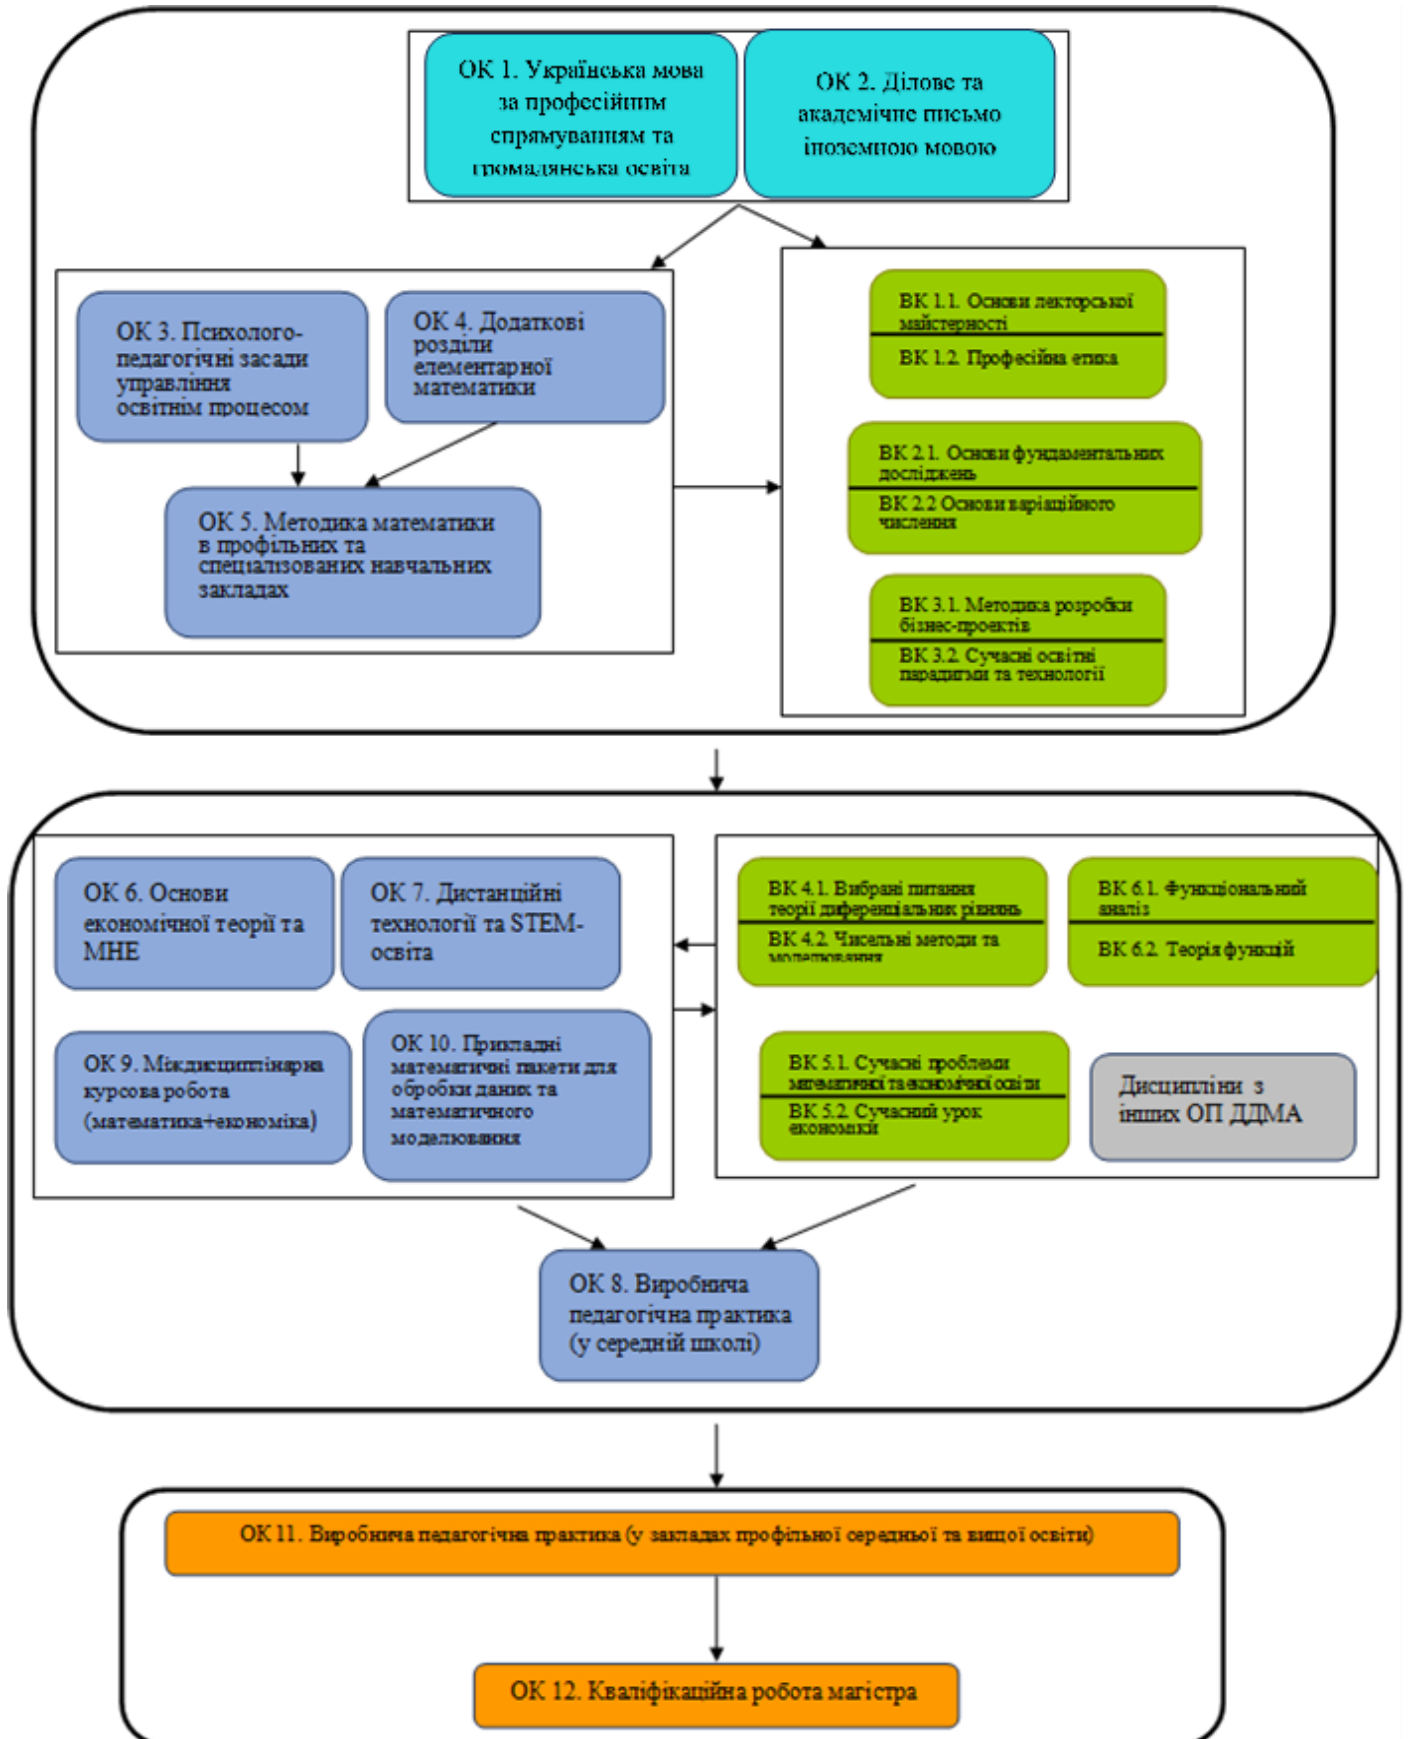 ОК 1. Українська мова
за професійним
спрямуванням та
громадянська освіта
ОК 2. Ділове та
академічне письмо
іноземною мовою
ОК 3. Психолого-
педагогічні засади
управління
освітнім процесом
ОК 4. Додаткові
розділи
елементарної
математики
ОК 5. Методика математики
в профільних та
спеціалізованих навчальних
закладах
ВК 1.1. Основи лекторської
майстерності
ВК 1.2. Професійна етика
ВК 2.1. Основи фундаментальних
досліджень
ВК 2.2 Основи варіаційного
числення
ВК 3.1. Методика розробки
бізнес-проектів
ВК 3.2. Сучасні освітні
парадигми та технології
ОК 6. Основи
економічної теорії та
МНЕ
ОК 7. Дистанційні
технології та STEM-
освіта
ОК 9. Міждисциплінарна
курсова робота
(математика+економіка)
ОК 10. Прикладні
математичні пакети для
обробки даних та
математичного
моделювання
ВК 4.1. Вибрані питання
теорії диференціальних рівнянь
ВК 4.2. Чисельні методи та
моделювання
ВК 6.1. Функціональний
аналіз
ВК 6.2. Теорія функцій
ВК 5.1. Сучасні проблеми
математичної та економічної освіти
ВК 5.2. Сучасний урок
економіки
Дисципліни з
інших ОП ДДМА
ОК 8. Виробнича
педагогічна практика
(у середній школі)
ОК 11. Виробнича педагогічна практика (у закладах профільної середньої та вищої освіти)
ОК 12. Кваліфікаційна робота магістра